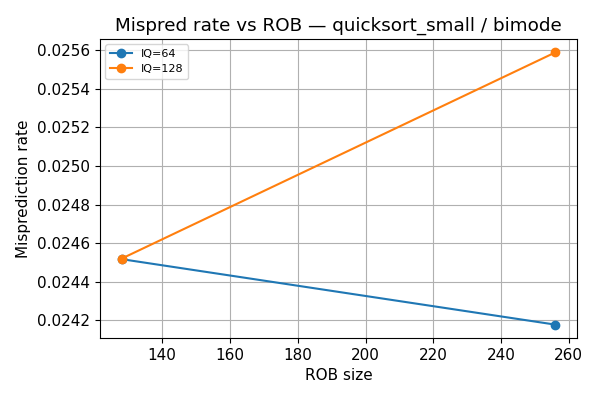 Mispred rate vs ROB — quicksort_small / bimode
IQ=64
IQ=128
Misprediction rate
0.0256
0.0254
0.0252
0.0250
0.0248
0.0246
0.0244
0.0242
140 160 180 200 220 240 260
ROB size